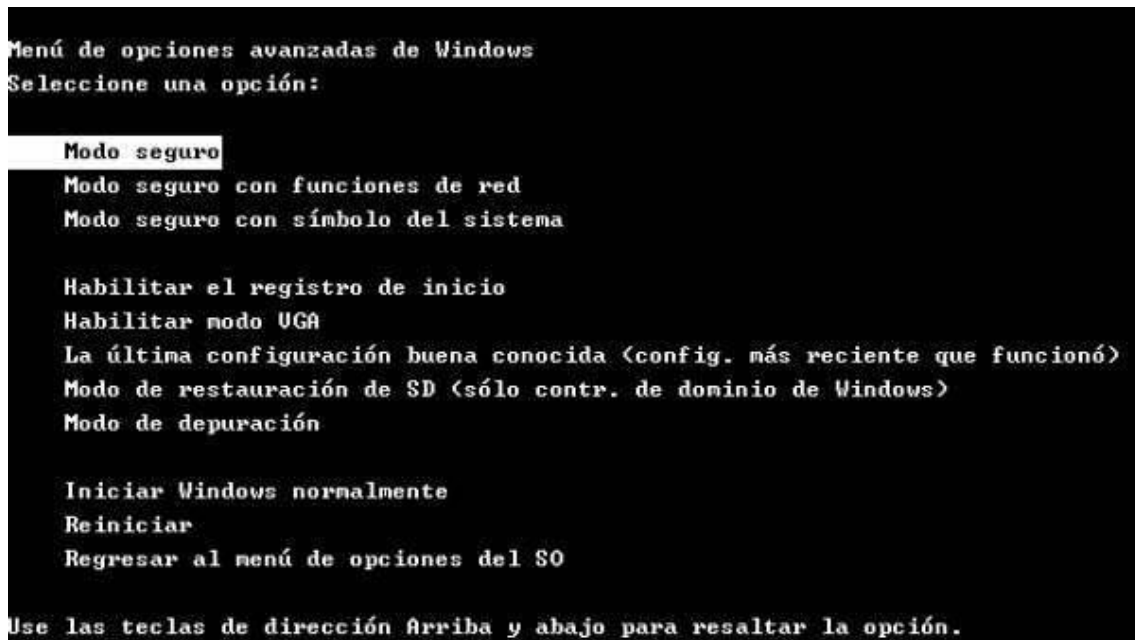 Menú de opciones avanzadas de Windows
Seleccione una opción:
Modo seguro
Modo seguro con funciones de red
Modo seguro con símbolo del sistema
Habilitar el registro de inicio
Habilitar modo VGA
La última configuración buena conocida (config. más reciente que funcionó)
Modo de restauración de SD (sólo contr. de dominio de Windows)
Modo de depuración
Iniciar Windows normalmente
Reiniciar
Regresar al menú de opciones del SO
Use las teclas de dirección Arriba y abajo para resaltar la opción.